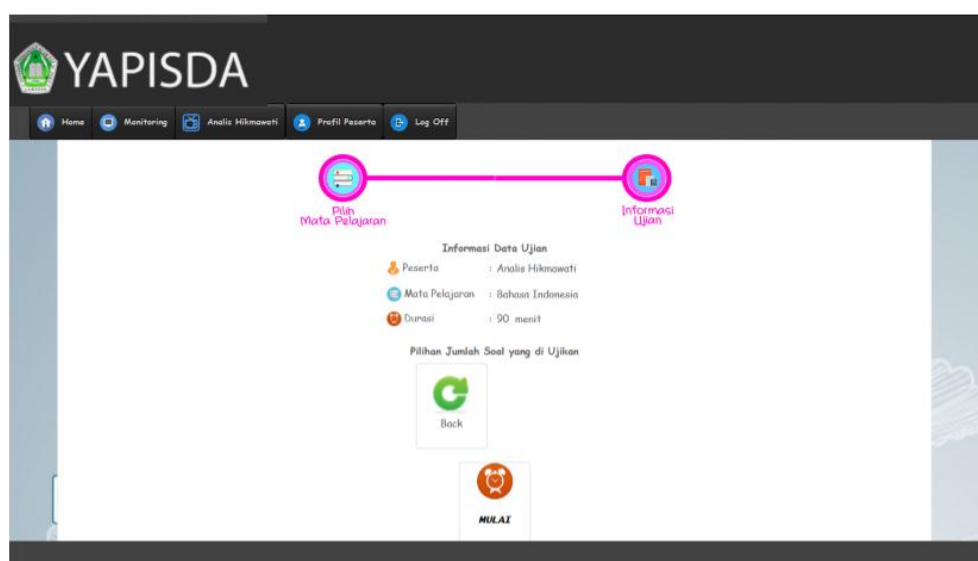 YAPISDA
Home Monitoring Analis Hikmawati Profil Peserta Log Off
Pilih
Mata Pelajaran
Informasi
Ujian
Informasi Data Ujian
Peserta : Analis Hikmawati
Mata Pelajaran : Bahasa Indonesia
Durasi : 90 menit
Pilihan Jumlah Soal yang di Ujikan
Back
MULAI